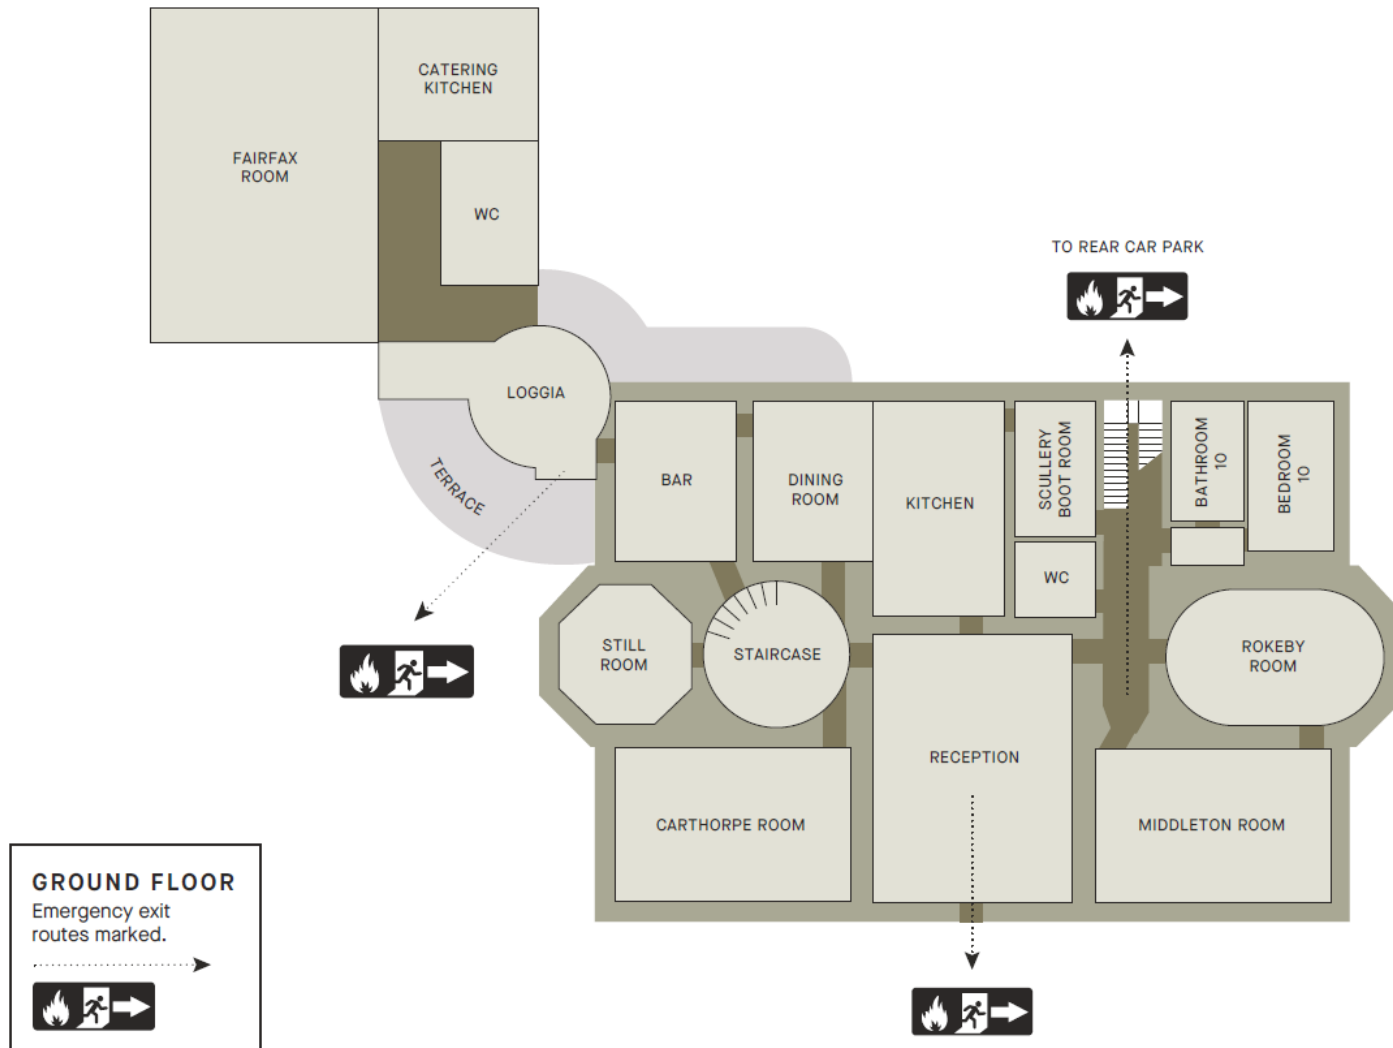 CATERING
KITCHEN
FAIRFAX
ROOM
WC
TO REAR CAR PARK
LOGGIA
TERRACE
BAR
DINING
ROOM
KITCHEN
SCULLERY
BOOT ROOM
BATHROOM
10
BEDROOM
10
WC
STILL
ROOM
STAIRCASE
ROKEBY
ROOM
RECEPTION
CARTHORPE ROOM
MIDDLETON ROOM
GROUND FLOOR
Emergency exit
routes marked.